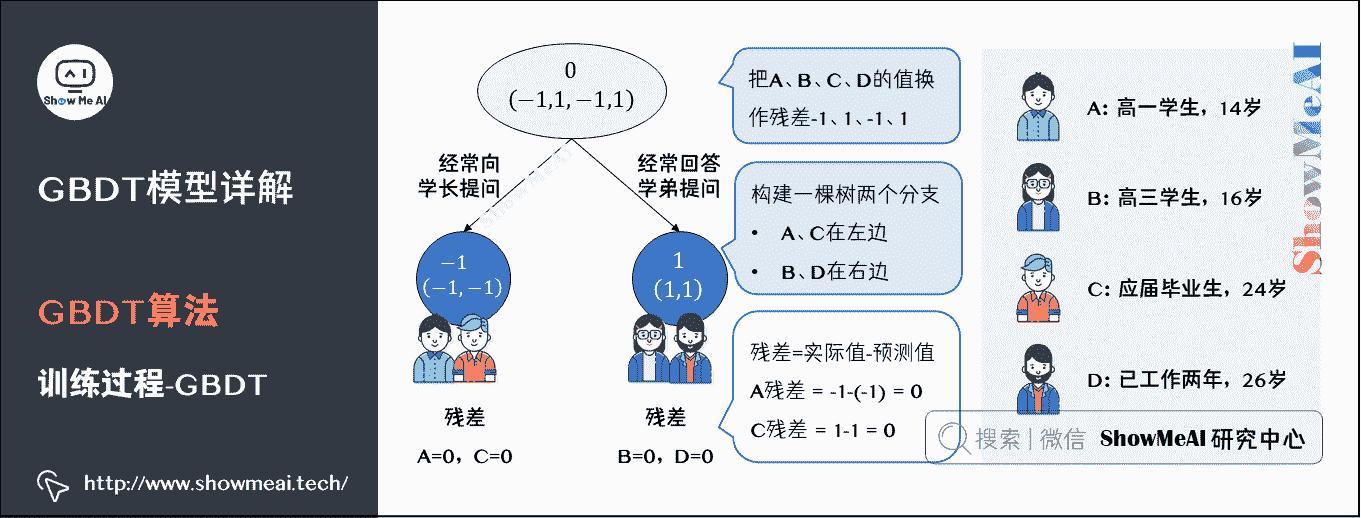 Show Me AI
GBDT模型详解
GBDT算法
训练过程-GBDT
http://www.showmeai.tech/
0
(−1,1,−1,1)
经常向
学长提问
经常回答
学弟提问
−1
(−1,−1)
1
(1,1)
残差
A=0，C=0
残差
B=0，D=0
把A、B、C、D的值换
作残差-1、1、-1、1
构建一棵树两个分支
• A、C在左边
• B、D在右边
残差=实际值-预测值
A残差 = -1-(-1) = 0
C残差 = 1-1 = 0
A: 高一学生，14岁
B: 高三学生，16岁
C: 应届毕业生，24岁
D: 已工作两年，26岁
搜索 | 微信 ShowMeAI 研究中心
ShowMeAI
ShowMeAI